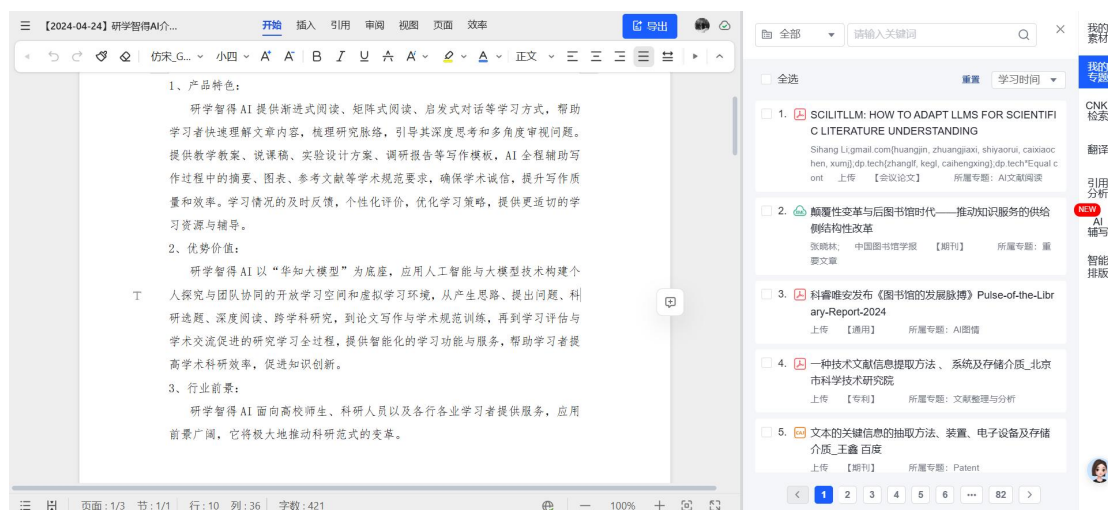 【2024-04-24】研学智得AI介...
开始 插入 引用 审阅 视图 页面 效率
导出
仿宋_G... 小四 A A B I U A A A 正文
1、产品特色：
研学智得 AI 提供渐进式阅读、矩阵式阅读、启发式对话等学习方式，帮助
学习者快速理解文章内容，梳理研究脉络，引导其深度思考和多角度审视问题。
提供教学教案、说课稿、实验设计方案、调研报告等写作模板，AI 全程辅助写
作过程中的摘要、图表、参考文献等学术规范要求，确保学术诚信，提升写作质
量和效率。学习情况的及时反馈，个性化评价，优化学习策略，提供更适切的学
习资源与辅导。
2、优势价值：
研学智得 AI 以“华知大模型”为底座，应用人工智能与大模型技术构建个
人探究与团队协同的开放学习空间和虚拟学习环境，从产生思路、提出问题、科
研选题、深度阅读、跨学科研究，到论文写作与学术规范训练，再到学习评估与
学术交流促进的研究学习全过程，提供智能化的学习功能与服务，帮助学习者提
高学术科研效率，促进知识创新。
3、行业前景：
研学智得 AI 面向高校师生、科研人员以及各行各业学习者提供服务，应用
前景广阔，它将极大地推动科研范式的变革。
页面：1/3 节：1/1 行：10 列：36 字数：421
100%
全部
请输入关键词
全选
重置
学习时间
1. SCILITLLM: HOW TO ADAPT LLMS FOR SCIENTIFI
C LITERATURE UNDERSTANDING
Sihang Li;gmail.com{huangjin, zhuangjiaxi, shiyaorui, caixiaoc
hen, xumj};dp.tech{zhanglf, kegl, caihengxing};dp.tech*Equal c
ont 上传 【会议论文】 所属专题：AI文献阅读
2. 颠覆性变革与后图书馆时代——推动知识服务的供给
侧结构性改革
张晓林; 中国图书馆学报 【期刊】 所属专题：重
要文章
3. 科睿唯安发布《图书馆的发展脉搏》Pulse-of-the-Libr
ary-Report-2024
上传 【通用】 所属专题：AI图情
4. 一种技术文献信息提取方法 、系统及存储介质_北京
市科学技术研究院
上传 【专利】 所属专题：文献整理与分析
5. 文本的关键信息的抽取方法、装置、电子设备及存储
介质_王鑫 百度
上传 【期刊】 所属专题：Patent
1 2 3 4 5 6 ••• 82
我的
素材
我的
专题
CNKI
检索
翻译
引用
分析
NEW
AI
辅写
智能
排版